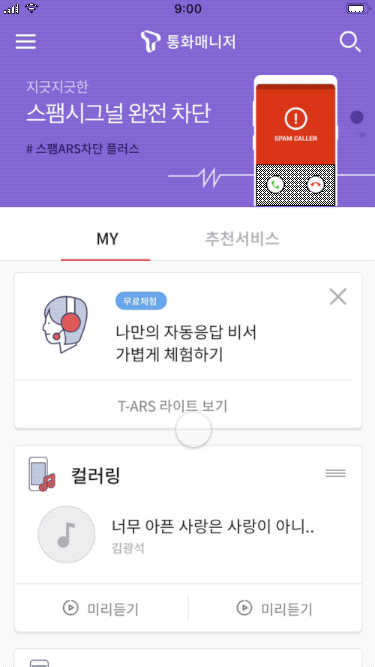 9:00
통화매니저
지긋지긋한
스팸시그널 완전 차단
# 스팸ARS차단 플러스
SPAM CALLER
MY
추천서비스
무료체험
나만의 자동응답 비서
가볍게 체험하기
T-ARS 라이트 보기
컬러링
너무 아픈 사랑은 사랑이 아니..
김광석
미리듣기
미리듣기